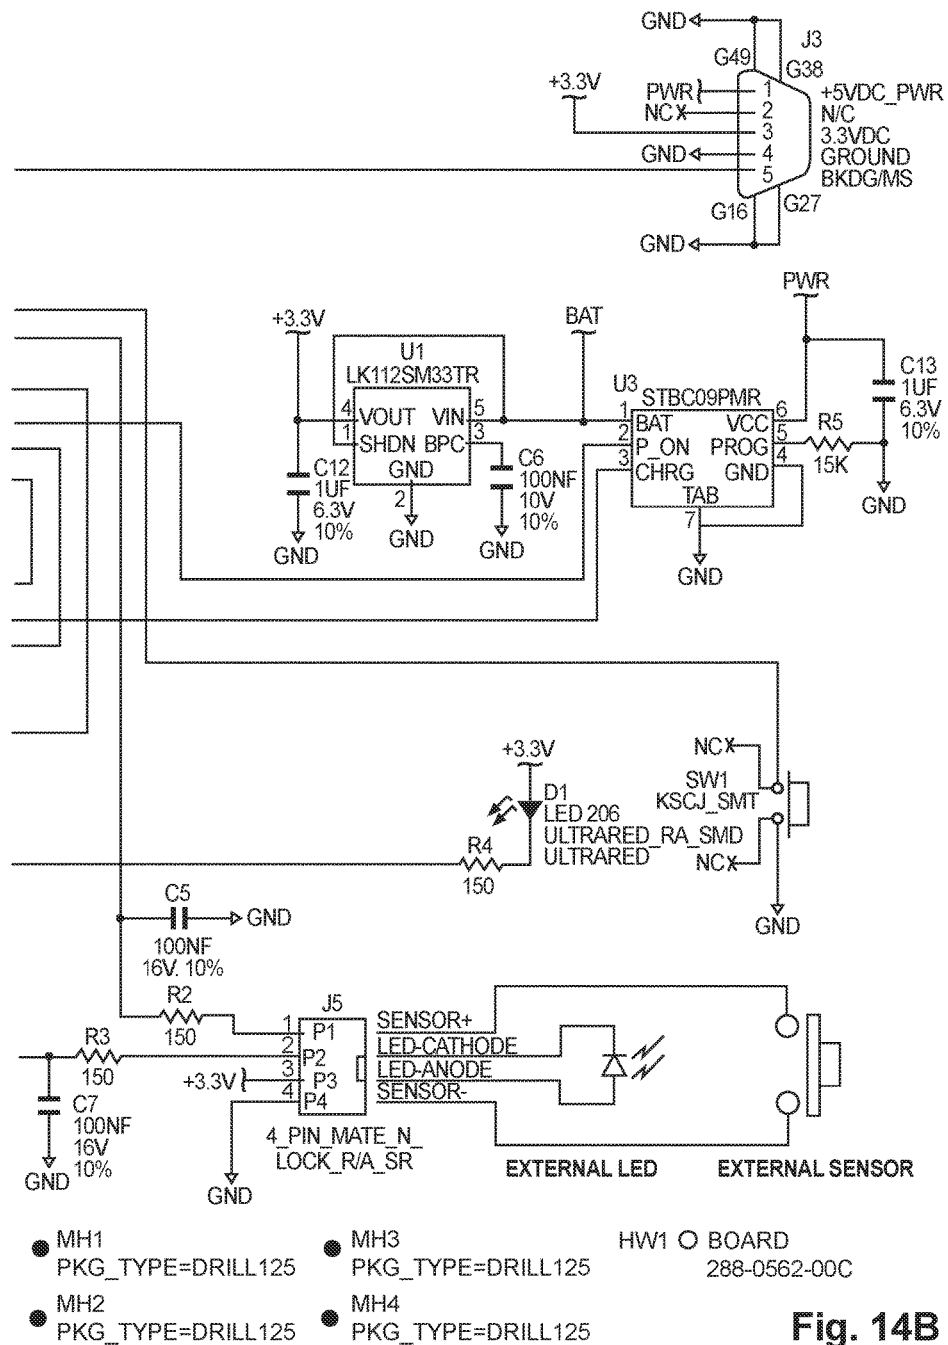 GND
J3
G49
G38
+3.3V
PWR
1
+5VDC_PWR
NC
2
N/C
3
3.3VDC
GND
4
GROUND
5
BKDG/MS
G16
G27
GND
PWR
+3.3V
BAT
U1
LK112SM33TR
C13
1UF
6.3V
10%
U3
STBC09PMR
4
VOUT
VIN
5
1
SHDN
BPC
3
GND
2
GND
1
BAT
VCC
6
2
P_ON
PROG
5
3
CHRG
GND
4
TAB
7
GND
R5
15K
GND
C12
1UF
6.3V
10%
GND
C6
100NF
10V
10%
GND
+3.3V
NC
SW1
KSCJ_SMT
D1
LED 206
ULTRARED_RA_SMD
ULTRARED
NC
R4
150
GND
C5
GND
100NF
16V. 10%
R2
150
J5
1
P1
SENSOR+
R3
150
2
P2
LED-CATHODE
+3.3V
3
P3
LED-ANODE
4
P4
SENSOR-
C7
100NF
16V
10%
GND
GND
4_PIN_MATE_N_
LOCK_R/A_SR
EXTERNAL LED
EXTERNAL SENSOR
MH1
PKG_TYPE=DRILL125
MH3
PKG_TYPE=DRILL125
HW1
BOARD
288-0562-00C
MH2
PKG_TYPE=DRILL125
MH4
PKG_TYPE=DRILL125
Fig. 14B